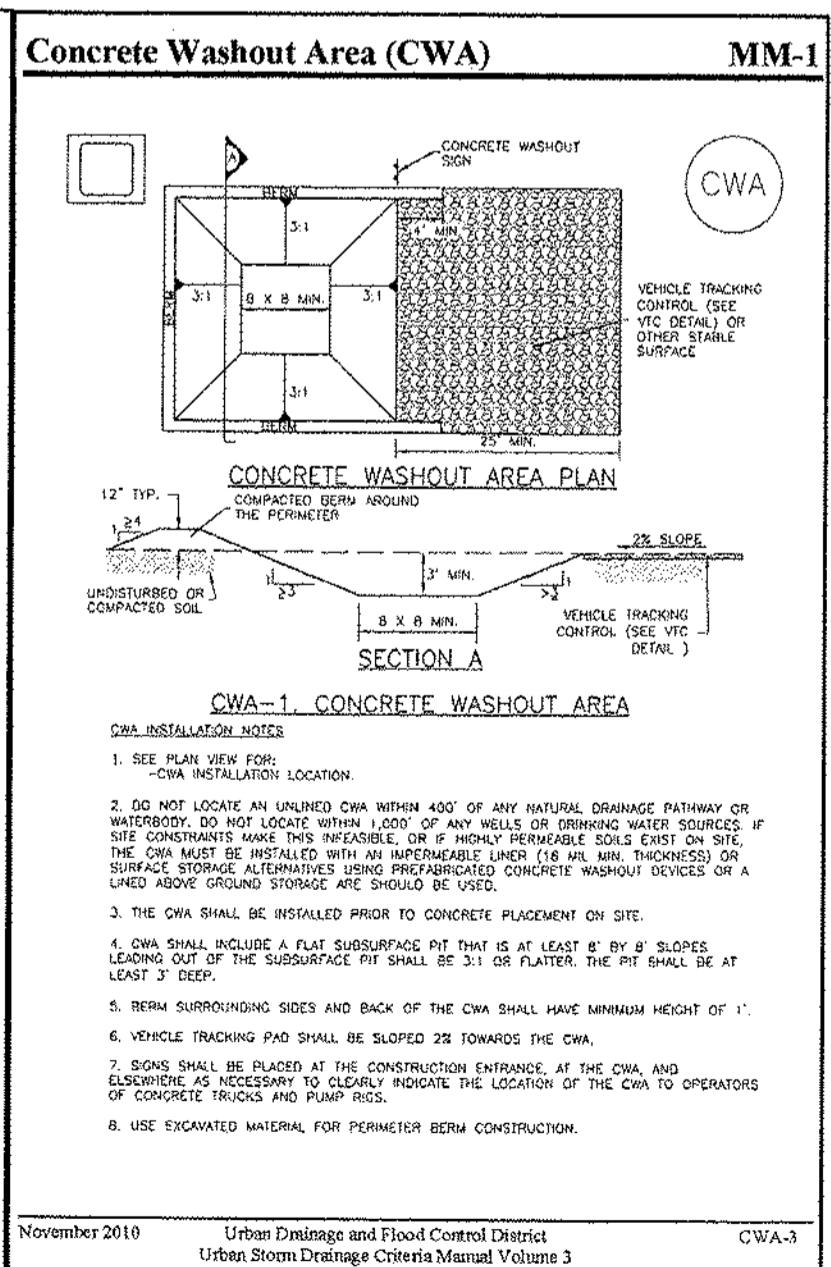 Concrete Washout Area (CWA) MM-1
CONCRETE WASHOUT
SIGN
A
CWA
BERM
3:1
4' MIN.
3:1
8 X 8 MIN.
3:1
BERM
VEHICLE TRACKING
CONTROL (SEE
VTC DETAIL) OR
OTHER STABLE
SURFACE
3:1
BERM
25' MIN.
CONCRETE WASHOUT AREA PLAN
12" TYP.
COMPACTED BERM AROUND
THE PERIMETER
1 ≥4
2% SLOPE
UNDISTURBED OR
COMPACTED SOIL
1 ≥3
3' MIN.
≥3 1
8 X 8 MIN.
VEHICLE TRACKING
CONTROL (SEE VTC
DETAIL )
SECTION A
CWA-1. CONCRETE WASHOUT AREA
CWA INSTALLATION NOTES
1. SEE PLAN VIEW FOR:
-CWA INSTALLATION LOCATION.
2. DO NOT LOCATE AN UNLINED CWA WITHIN 400' OF ANY NATURAL DRAINAGE PATHWAY OR
WATERBODY. DO NOT LOCATE WITHIN 1,000' OF ANY WELLS OR DRINKING WATER SOURCES. IF
SITE CONSTRAINTS MAKE THIS INFEASIBLE, OR IF HIGHLY PERMEABLE SOILS EXIST ON SITE,
THE CWA MUST BE INSTALLED WITH AN IMPERMEABLE LINER (16 MIL MIN. THICKNESS) OR
SURFACE STORAGE ALTERNATIVES USING PREFABRICATED CONCRETE WASHOUT DEVICES OR A
LINED ABOVE GROUND STORAGE ARE SHOULD BE USED.
3. THE CWA SHALL BE INSTALLED PRIOR TO CONCRETE PLACEMENT ON SITE.
4. CWA SHALL INCLUDE A FLAT SUBSURFACE PIT THAT IS AT LEAST 8' BY 8' SLOPES
LEADING OUT OF THE SUBSURFACE PIT SHALL BE 3:1 OR FLATTER. THE PIT SHALL BE AT
LEAST 3' DEEP.
5. BERM SURROUNDING SIDES AND BACK OF THE CWA SHALL HAVE MINIMUM HEIGHT OF 1'.
6. VEHICLE TRACKING PAD SHALL BE SLOPED 2% TOWARDS THE CWA.
7. SIGNS SHALL BE PLACED AT THE CONSTRUCTION ENTRANCE, AT THE CWA, AND
ELSEWHERE AS NECESSARY TO CLEARLY INDICATE THE LOCATION OF THE CWA TO OPERATORS
OF CONCRETE TRUCKS AND PUMP RIGS.
8. USE EXCAVATED MATERIAL FOR PERIMETER BERM CONSTRUCTION.
November 2010 Urban Drainage and Flood Control District CWA-3
Urban Storm Drainage Criteria Manual Volume 3